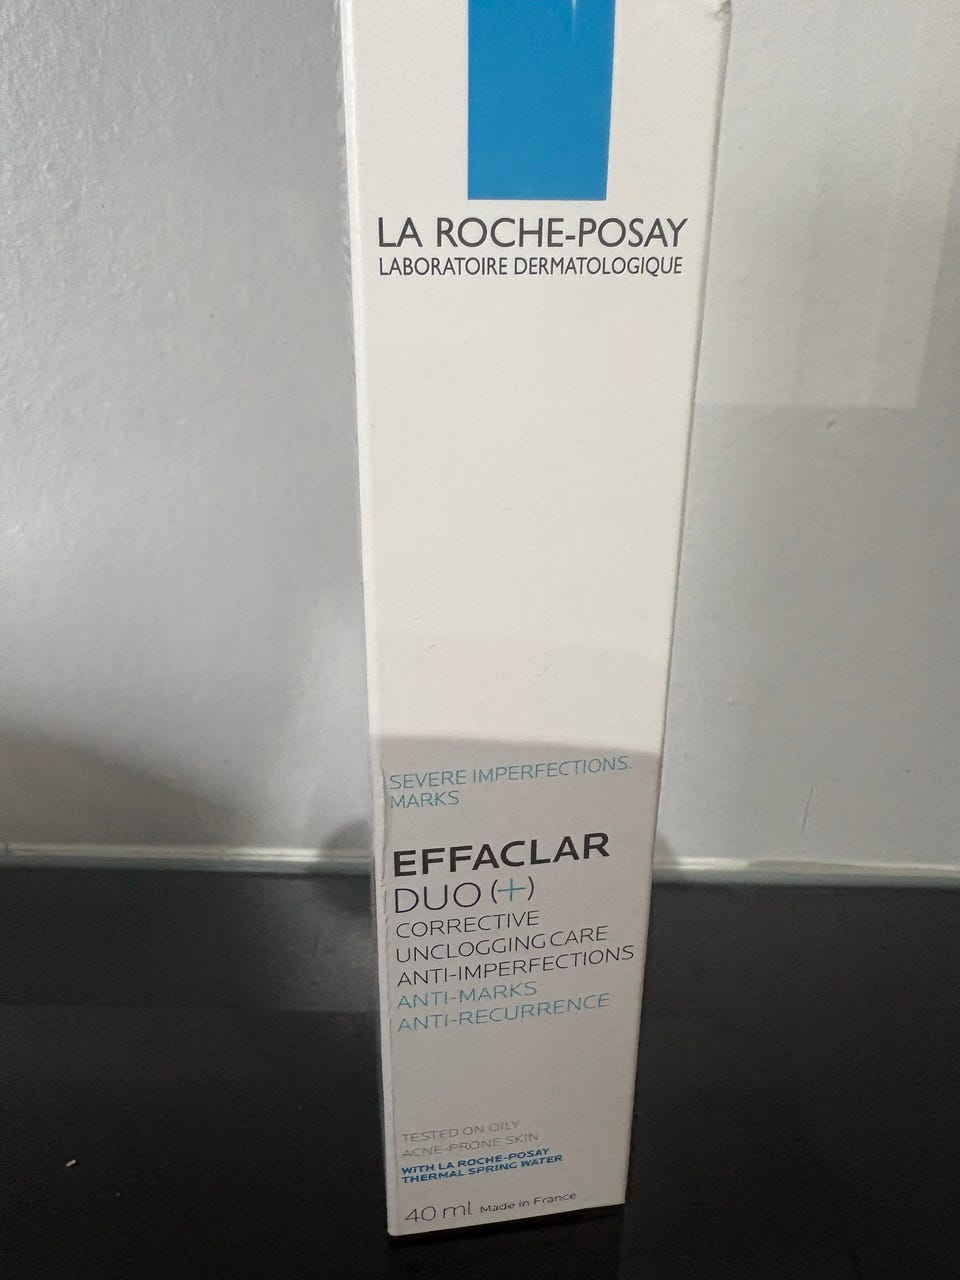 LA ROCHE-POSAY
LABORATOIRE DERMATOLOGIQUE
SEVERE IMPERFECTIONS.
MARKS
EFFACLAR
DUO (+)
CORRECTIVE
UNCLOGGING CARE
ANTI-IMPERFECTIONS
ANTI-MARKS
ANTI-RECURRENCE
TESTED ON OILY
ACNE-PRONE SKIN
WITH LA ROCHE-POSAY
THERMAL SPRING WATER
40 ml Made in France